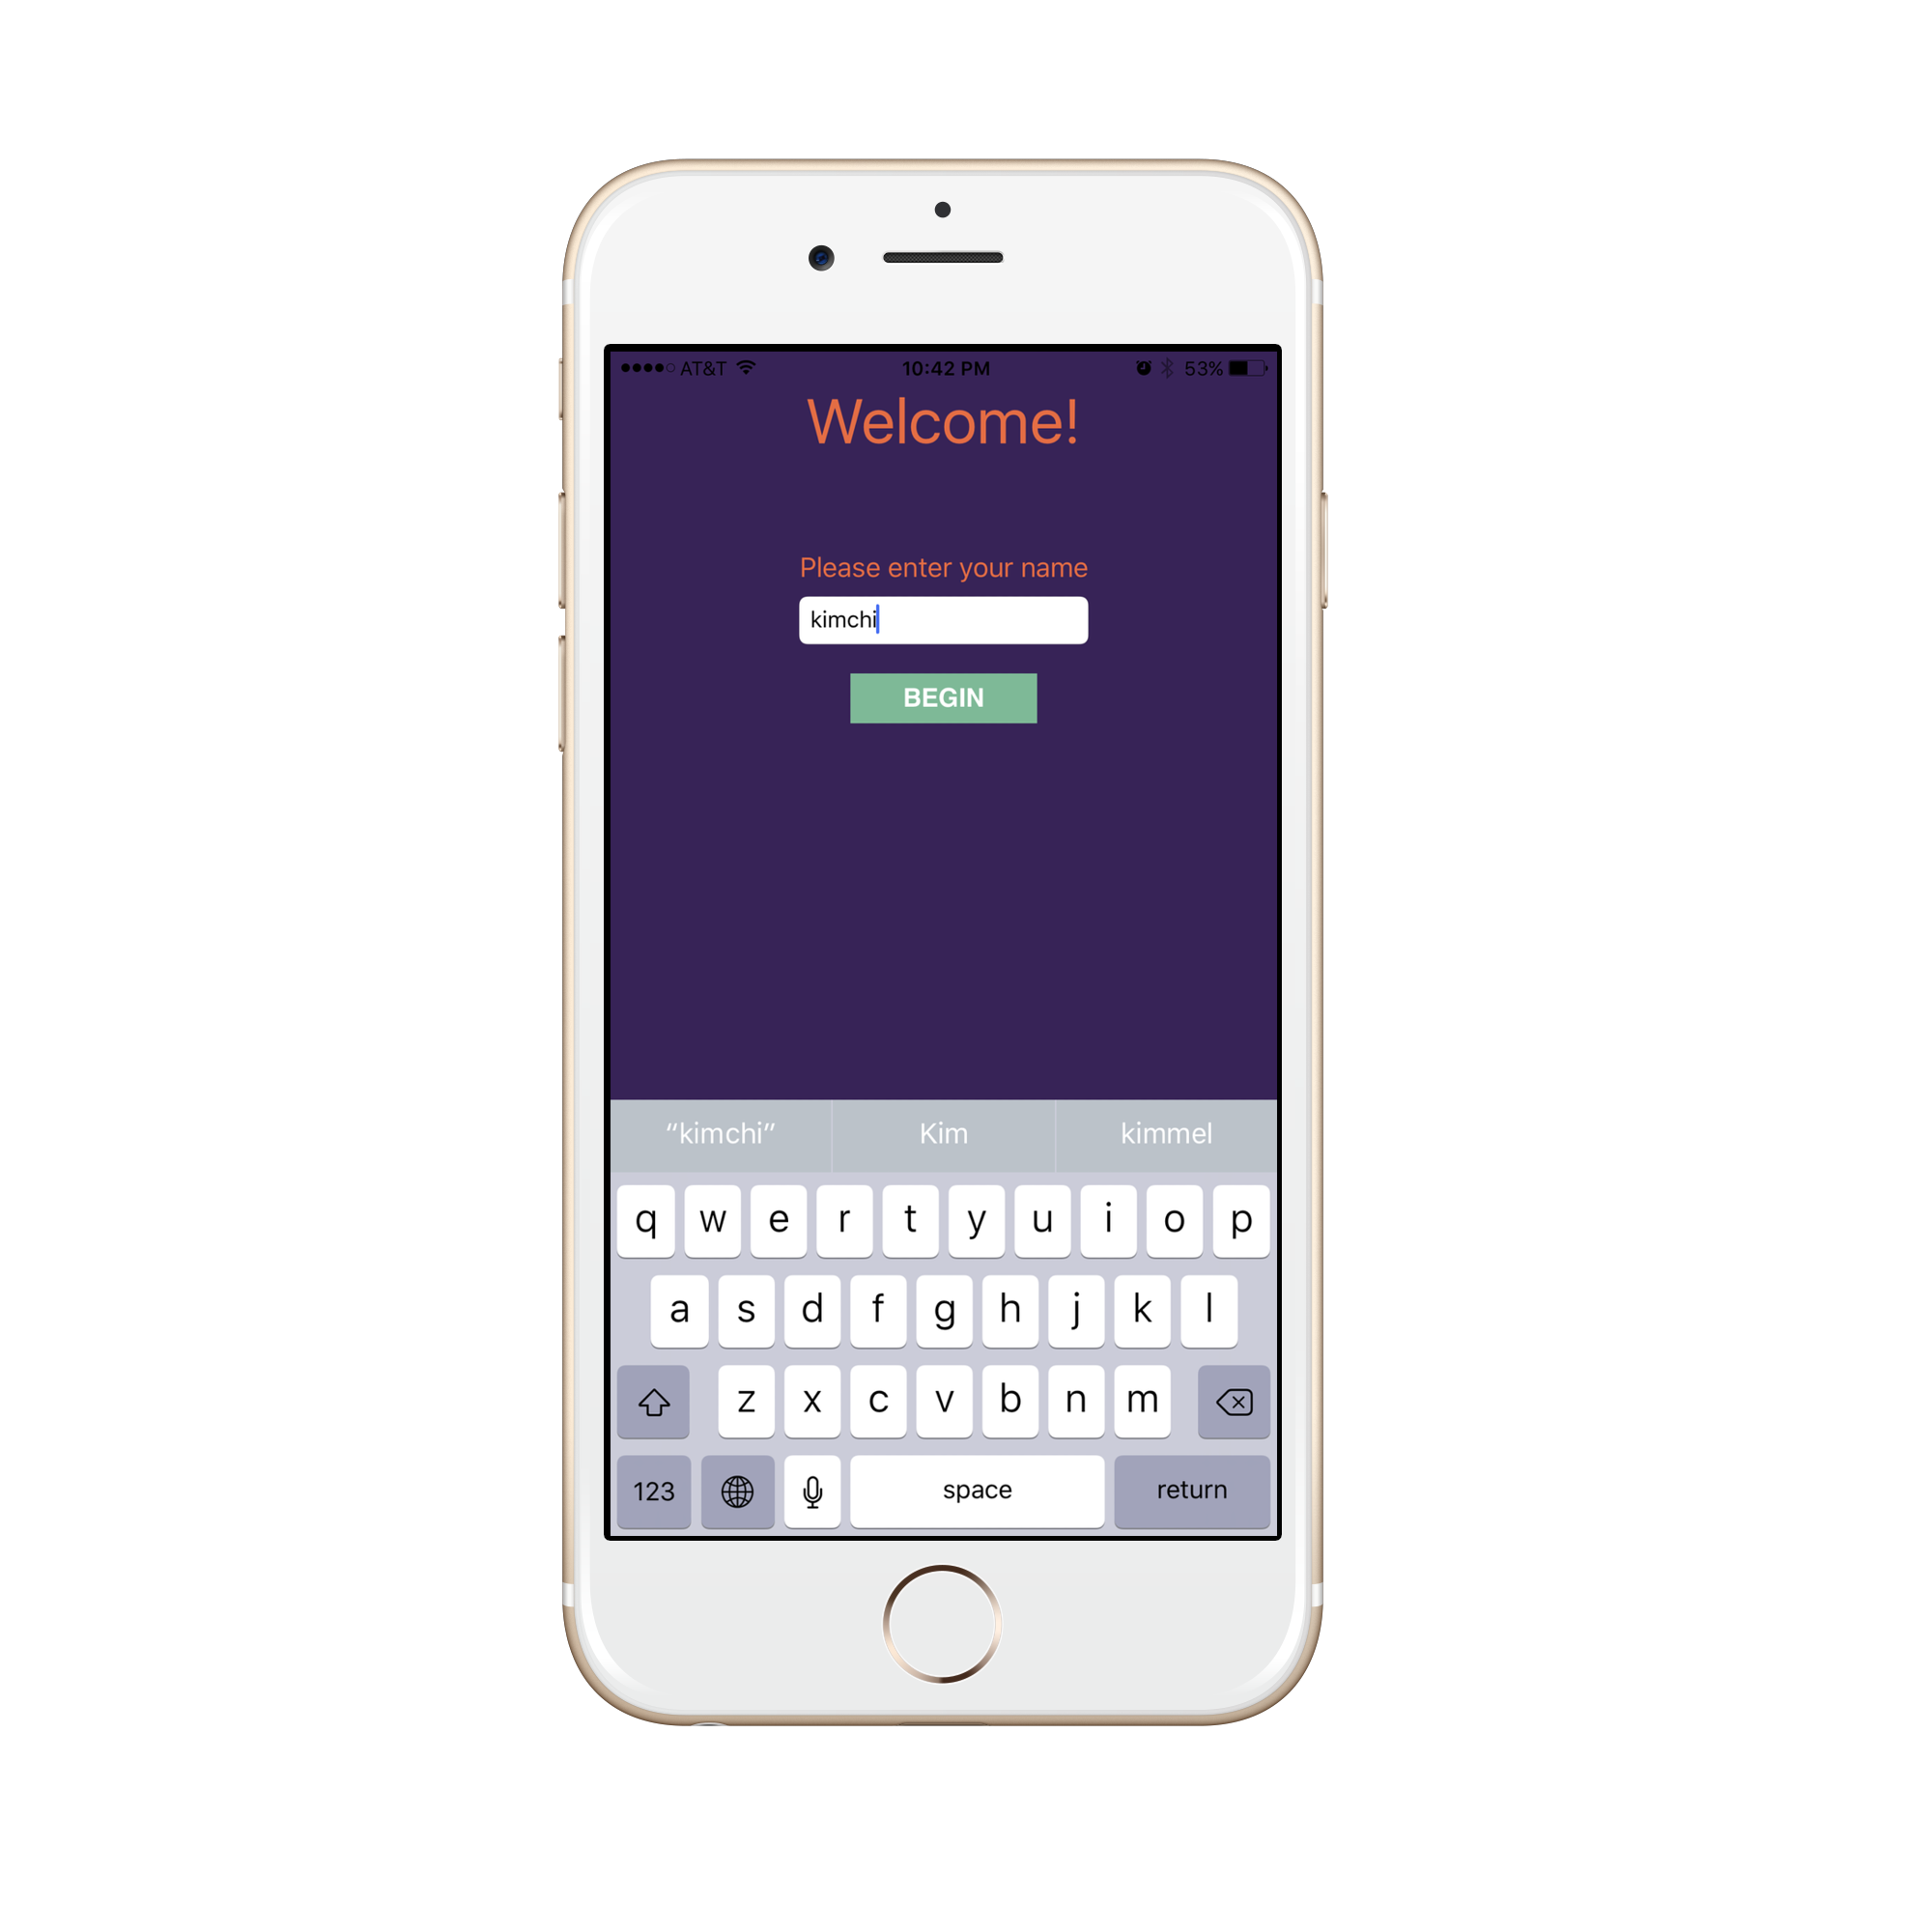 AT&T 10:42 PM 53%
Welcome!
Please enter your name
kimchi
BEGIN
“kimchi” Kim kimmel
q w e r t y u i o p
a s d f g h j k l
z x c v b n m
123 space return